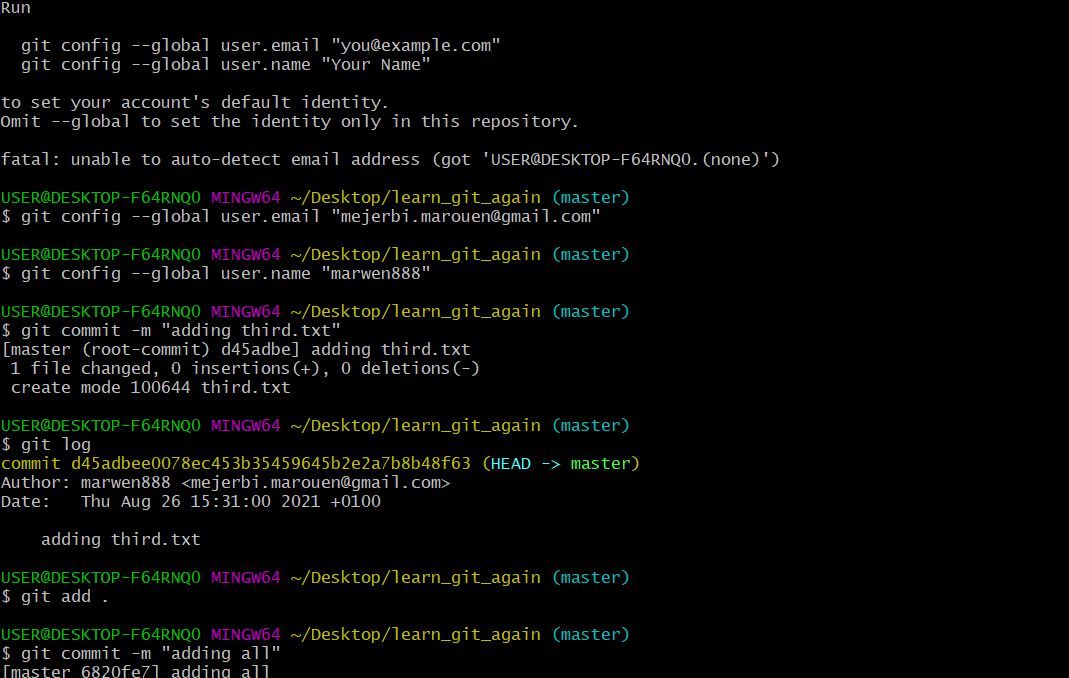 Run
git config --global user.email "you@example.com"
git config --global user.name "Your Name"
to set your account's default identity.
Omit --global to set the identity only in this repository.
fatal: unable to auto-detect email address (got 'USER@DESKTOP-F64RNQO.(none)')
USER@DESKTOP-F64RNQO MINGW64 ~/Desktop/learn_git_again (master)
$ git config --global user.email "mejerbi.marouen@gmail.com"
USER@DESKTOP-F64RNQO MINGW64 ~/Desktop/learn_git_again (master)
$ git config --global user.name "marwen888"
USER@DESKTOP-F64RNQO MINGW64 ~/Desktop/learn_git_again (master)
$ git commit -m "adding third.txt"
[master (root-commit) d45adbe] adding third.txt
1 file changed, 0 insertions(+), 0 deletions(-)
create mode 100644 third.txt
USER@DESKTOP-F64RNQO MINGW64 ~/Desktop/learn_git_again (master)
$ git log
commit d45adbee0078ec453b35459645b2e2a7b8b48f63 (HEAD -> master)
Author: marwen888 <mejerbi.marouen@gmail.com>
Date:   Thu Aug 26 15:31:00 2021 +0100
adding third.txt
USER@DESKTOP-F64RNQO MINGW64 ~/Desktop/learn_git_again (master)
$ git add .
USER@DESKTOP-F64RNQO MINGW64 ~/Desktop/learn_git_again (master)
$ git commit -m "adding all"
[master 6820fe7] adding all